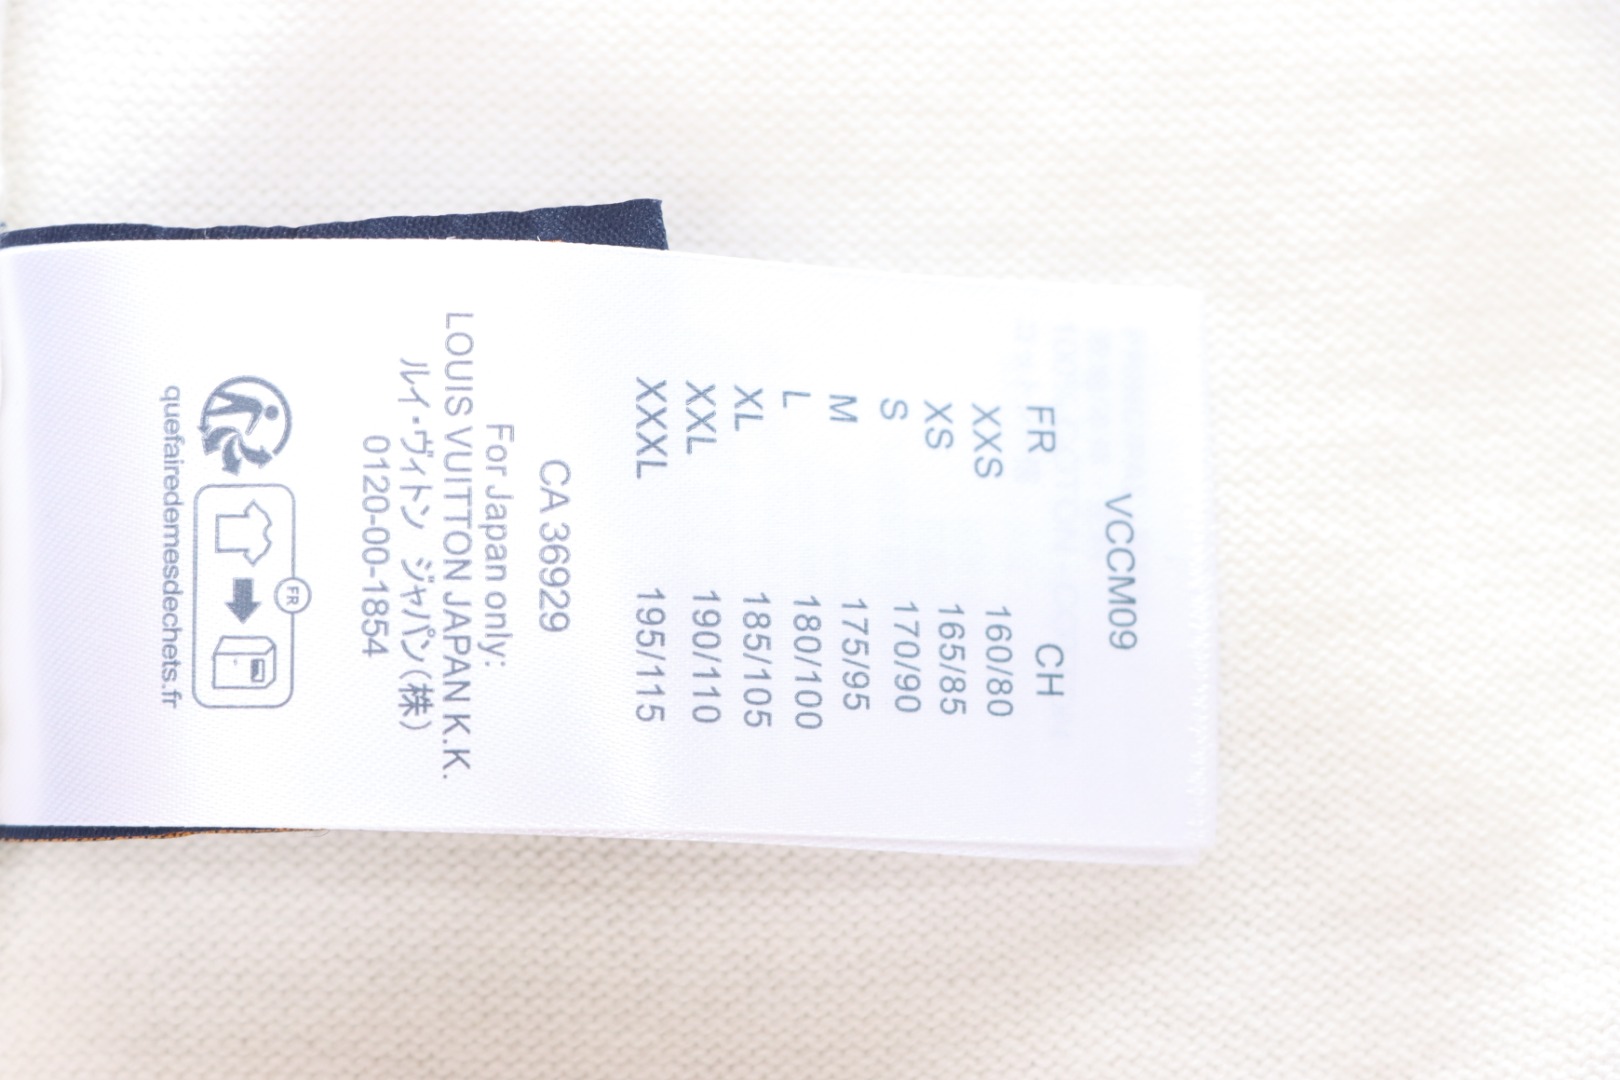 VCCM09
FR CH
XXS 160/80
XS 165/85
S 170/90
M 175/95
L 180/100
XL 185/105
XXL 190/110
XXXL 195/115
CA 36929
For Japan only:
LOUIS VUITTON JAPAN K.K.
ルイ・ヴィトン ジャパン(株)
0120-00-1854
FR
quefairedemesdechets.fr